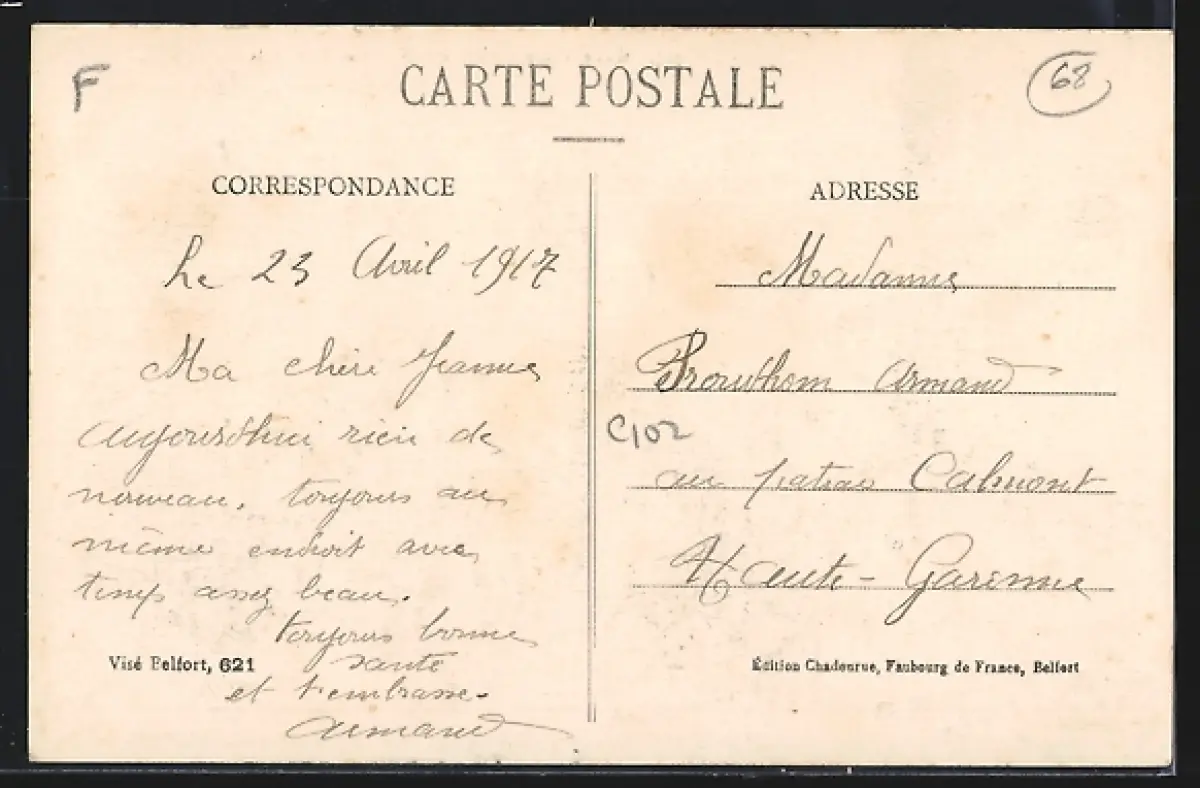 F
CARTE POSTALE
68
CORRESPONDANCE
Le 23 Avril 1917
Ma chère Jeanne
aujourd'hui rien de
nouveau, toujours au
même endroit avec
temps assez beau.
toujours bonne
santé
et t'embrasse.
Armand
Visé Belfort, 621
ADRESSE
Madame
Prouthom Armand
C102
au Calmont
Haute-Garonne
Édition Chadourne, Faubourg de France, Belfort